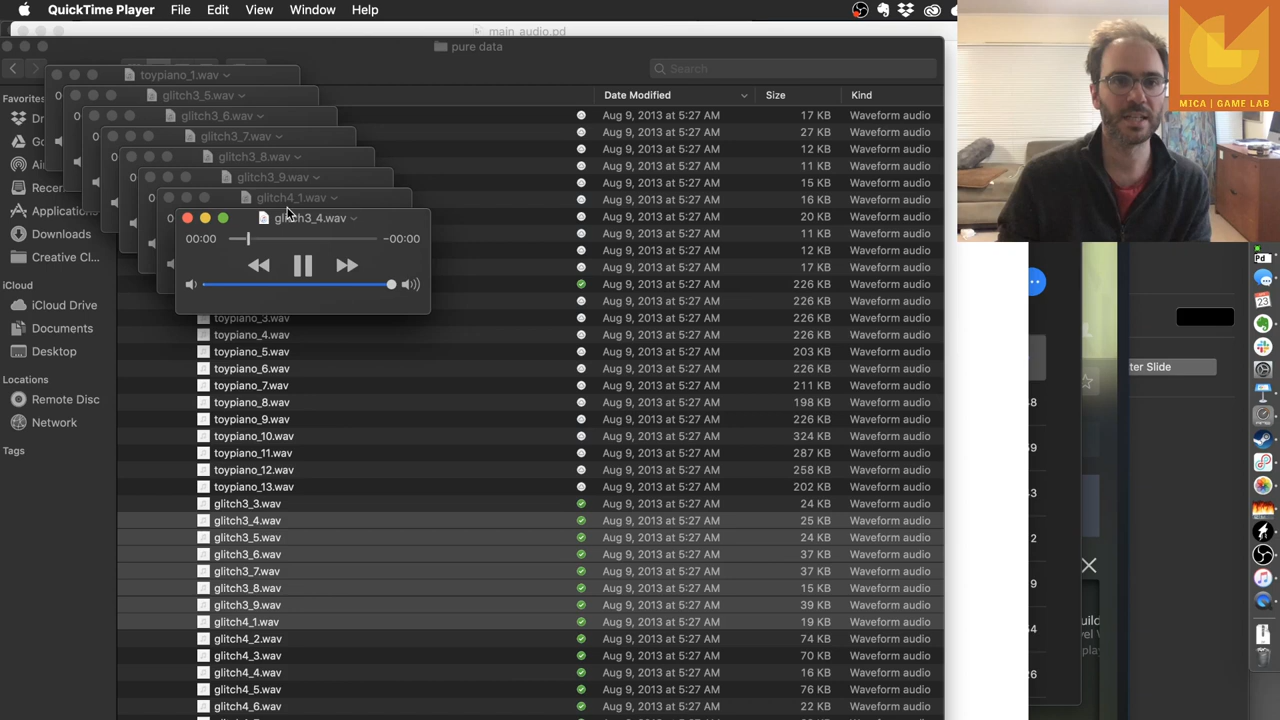 QuickTime Player File Edit View Window Help
main_audio.pd
pure data
Search
MICA | GAME LAB
toypiano_1.wav
Favorites
Date Modified Size Kind
glitch3_5.wav
Aug 9, 2013 at 5:27 AM 17 KB Waveform audio
glitch3_6.wav
Aug 9, 2013 at 5:27 AM 27 KB Waveform audio
glitch3_7.wav
Aug 9, 2013 at 5:27 AM 12 KB Waveform audio
glitch3_8.wav
Aug 9, 2013 at 5:27 AM 11 KB Waveform audio
glitch3_9.wav
Aug 9, 2013 at 5:27 AM 15 KB Waveform audio
glitch4_1.wav
Aug 9, 2013 at 5:27 AM 16 KB Waveform audio
glitch3_4.wav
Aug 9, 2013 at 5:27 AM 20 KB Waveform audio
Applications
Aug 9, 2013 at 5:27 AM 11 KB Waveform audio
Downloads
00:00 -00:00
Aug 9, 2013 at 5:27 AM 12 KB Waveform audio
Creative Cl...
Aug 9, 2013 at 5:27 AM 17 KB Waveform audio
iCloud
Aug 9, 2013 at 5:27 AM 226 KB Waveform audio
iCloud Drive
Aug 9, 2013 at 5:27 AM 226 KB Waveform audio
toypiano_3.wav Aug 9, 2013 at 5:27 AM 226 KB Waveform audio
Documents
toypiano_4.wav Aug 9, 2013 at 5:27 AM 226 KB Waveform audio
Desktop
toypiano_5.wav Aug 9, 2013 at 5:27 AM 203 KB Waveform audio
toypiano_6.wav Aug 9, 2013 at 5:27 AM 226 KB Waveform audio
Locations
toypiano_7.wav Aug 9, 2013 at 5:27 AM 211 KB Waveform audio
Remote Disc
toypiano_8.wav Aug 9, 2013 at 5:27 AM 198 KB Waveform audio
Network
toypiano_9.wav Aug 9, 2013 at 5:27 AM 226 KB Waveform audio
toypiano_10.wav Aug 9, 2013 at 5:27 AM 324 KB Waveform audio
Tags
toypiano_11.wav Aug 9, 2013 at 5:27 AM 287 KB Waveform audio
toypiano_12.wav Aug 9, 2013 at 5:27 AM 258 KB Waveform audio
toypiano_13.wav Aug 9, 2013 at 5:27 AM 202 KB Waveform audio
glitch3_3.wav Aug 9, 2013 at 5:27 AM 24 KB Waveform audio
glitch3_4.wav Aug 9, 2013 at 5:27 AM 25 KB Waveform audio
glitch3_5.wav Aug 9, 2013 at 5:27 AM 24 KB Waveform audio
glitch3_6.wav Aug 9, 2013 at 5:27 AM 37 KB Waveform audio
glitch3_7.wav Aug 9, 2013 at 5:27 AM 37 KB Waveform audio
glitch3_8.wav Aug 9, 2013 at 5:27 AM 15 KB Waveform audio
glitch3_9.wav Aug 9, 2013 at 5:27 AM 39 KB Waveform audio
glitch4_1.wav Aug 9, 2013 at 5:27 AM 19 KB Waveform audio
glitch4_2.wav Aug 9, 2013 at 5:27 AM 74 KB Waveform audio
glitch4_3.wav Aug 9, 2013 at 5:27 AM 70 KB Waveform audio
glitch4_4.wav Aug 9, 2013 at 5:27 AM 16 KB Waveform audio
glitch4_5.wav Aug 9, 2013 at 5:27 AM 76 KB Waveform audio
glitch4_6.wav Aug 9, 2013 at 5:27 AM 22 KB Waveform audio
Pd
23
ter Slide